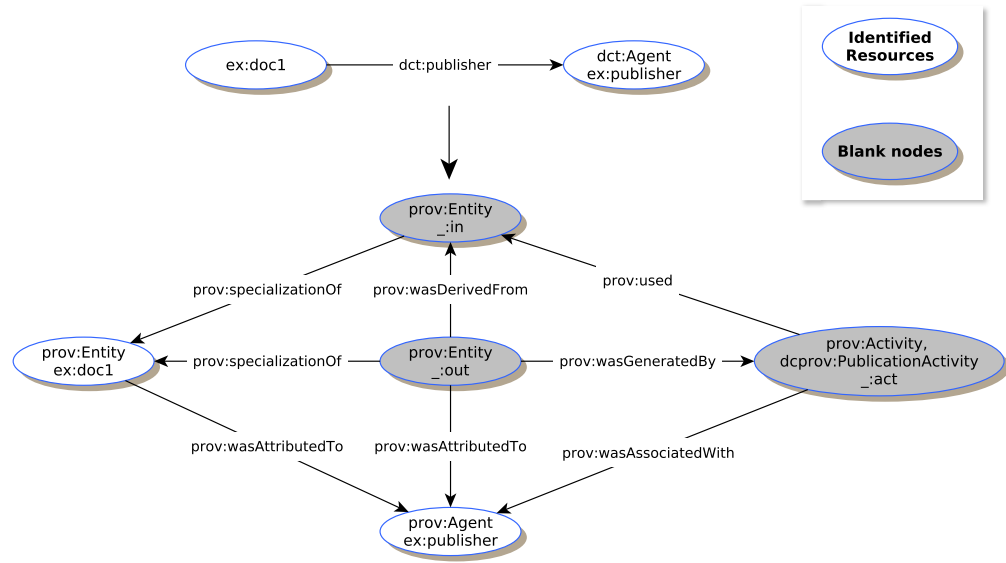 ex:doc1
dct:publisher
dct:Agent
ex:publisher
Identified
Resources
Blank nodes
prov:Entity
_:in
prov:used
prov:specializationOf
prov:wasDerivedFrom
prov:Entity
ex:doc1
prov:specializationOf
prov:Entity
_:out
prov:wasGeneratedBy
prov:Activity,
dcprov:PublicationActivity
_:act
prov:wasAttributedTo
prov:wasAttributedTo
prov:wasAssociatedWith
prov:Agent
ex:publisher